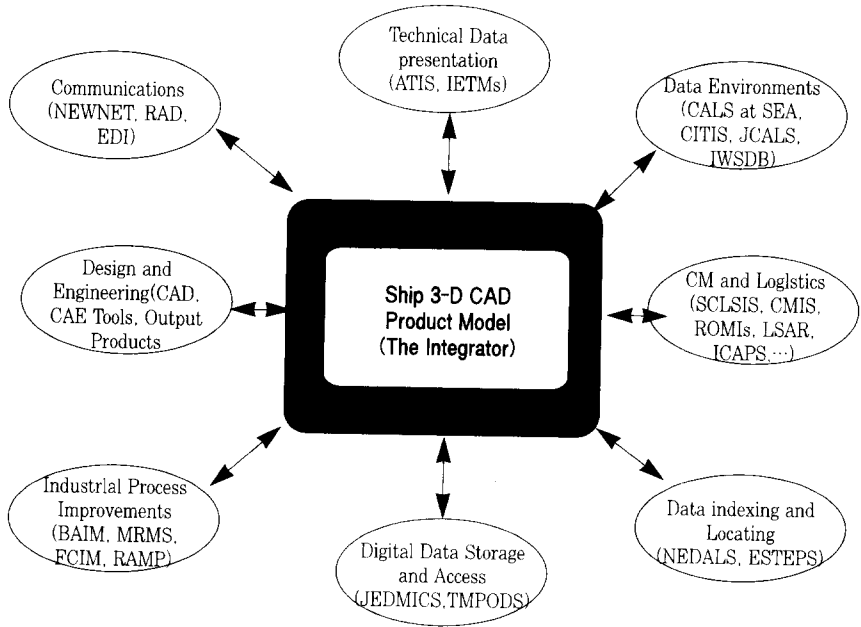 Technical Data
presentation
(ATIS, IETMs)
Communications
(NEWNET, RAD,
EDI)
Data Environments
(CALS at SEA,
CITIS, JCALS,
IWSDB)
Design and
Engineering(CAD,
CAE Tools, Output
Products
Ship 3-D CAD
Product Model
(The Integrator)
CM and Loglstics
(SCLSIS, CMIS,
ROMIs, LSAR,
ICAPS,…)
Industrial Process
Improvements
(BAIM, MRMS,
FCIM, RAMP)
Digital Data Storage
and Access
(JEDMICS,TMPODS)
Data indexing and
Locating
(NEDALS, ESTEPS)